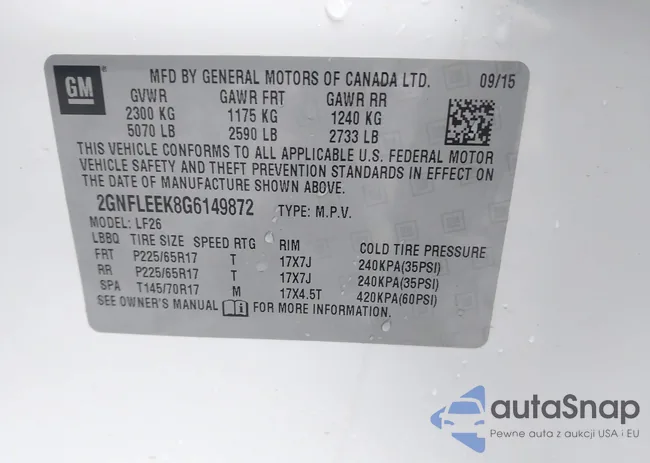 GM
MFD BY GENERAL MOTORS OF CANADA LTD. 09/15
GVWR GAWR FRT GAWR RR
2300 KG 1175 KG 1240 KG
5070 LB 2590 LB 2733 LB
THIS VEHICLE CONFORMS TO ALL APPLICABLE U.S. FEDERAL MOTOR
VEHICLE SAFETY AND THEFT PREVENTION STANDARDS IN EFFECT ON
THE DATE OF MANUFACTURE SHOWN ABOVE.
2GNFLEEK8G6149872 TYPE: M.P.V.
MODEL: LF26
LBBQ TIRE SIZE SPEED RTG RIM COLD TIRE PRESSURE
FRT P225/65R17 T 17X7J 240KPA(35PSI)
RR P225/65R17 T 17X7J 240KPA(35PSI)
SPA T145/70R17 M 17X4.5T 420KPA(60PSI)
SEE OWNER'S MANUAL FOR MORE INFORMATION.
autaSnap
Pewne auta z aukcji USA i EU